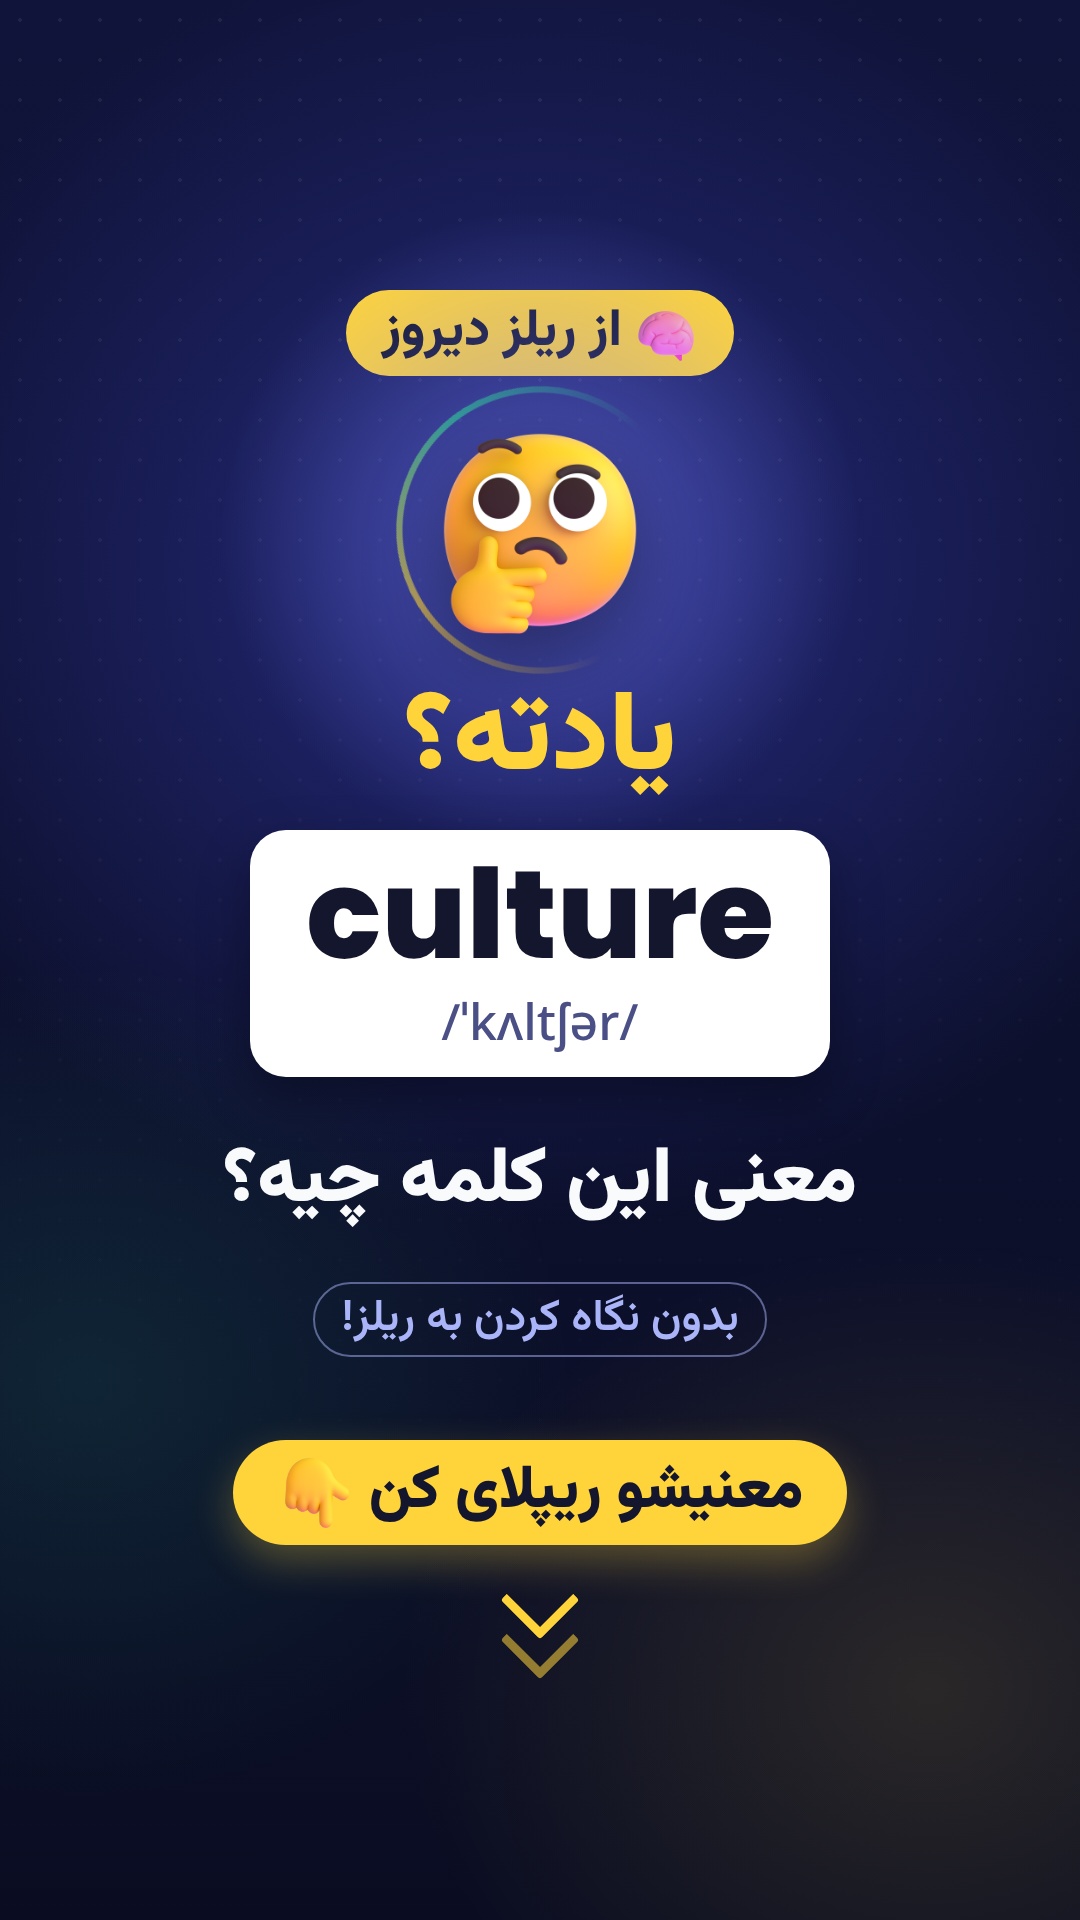 🧠 از ریلز دیروز
یادته؟
culture
/ˈkʌltʃər/
معنی این کلمه چیه؟
بدون نگاه کردن به ریلز!
معنیشو ریپلای کن 👇